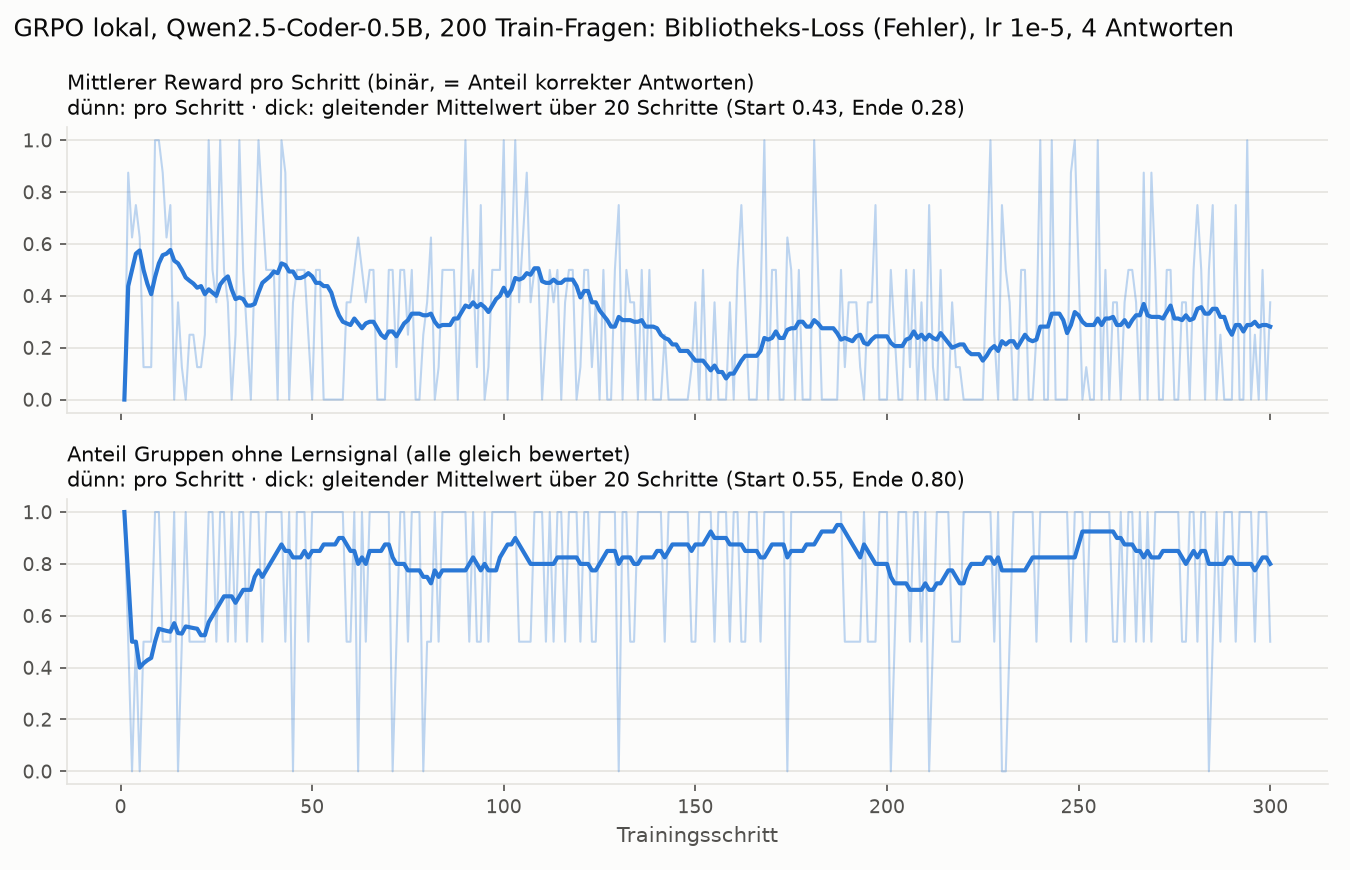 GRPO lokal, Qwen2.5-Coder-0.5B, 200 Train-Fragen: Bibliotheks-Loss (Fehler), lr 1e-5, 4 Antworten
Mittlerer Reward pro Schritt (binär, = Anteil korrekter Antworten)
dünn: pro Schritt · dick: gleitender Mittelwert über 20 Schritte (Start 0.43, Ende 0.28)
1.0
0.8
0.6
0.4
0.2
0.0
Anteil Gruppen ohne Lernsignal (alle gleich bewertet)
dünn: pro Schritt · dick: gleitender Mittelwert über 20 Schritte (Start 0.55, Ende 0.80)
1.0
0.8
0.6
0.4
0.2
0.0
0 50 100 150 200 250 300
Trainingsschritt